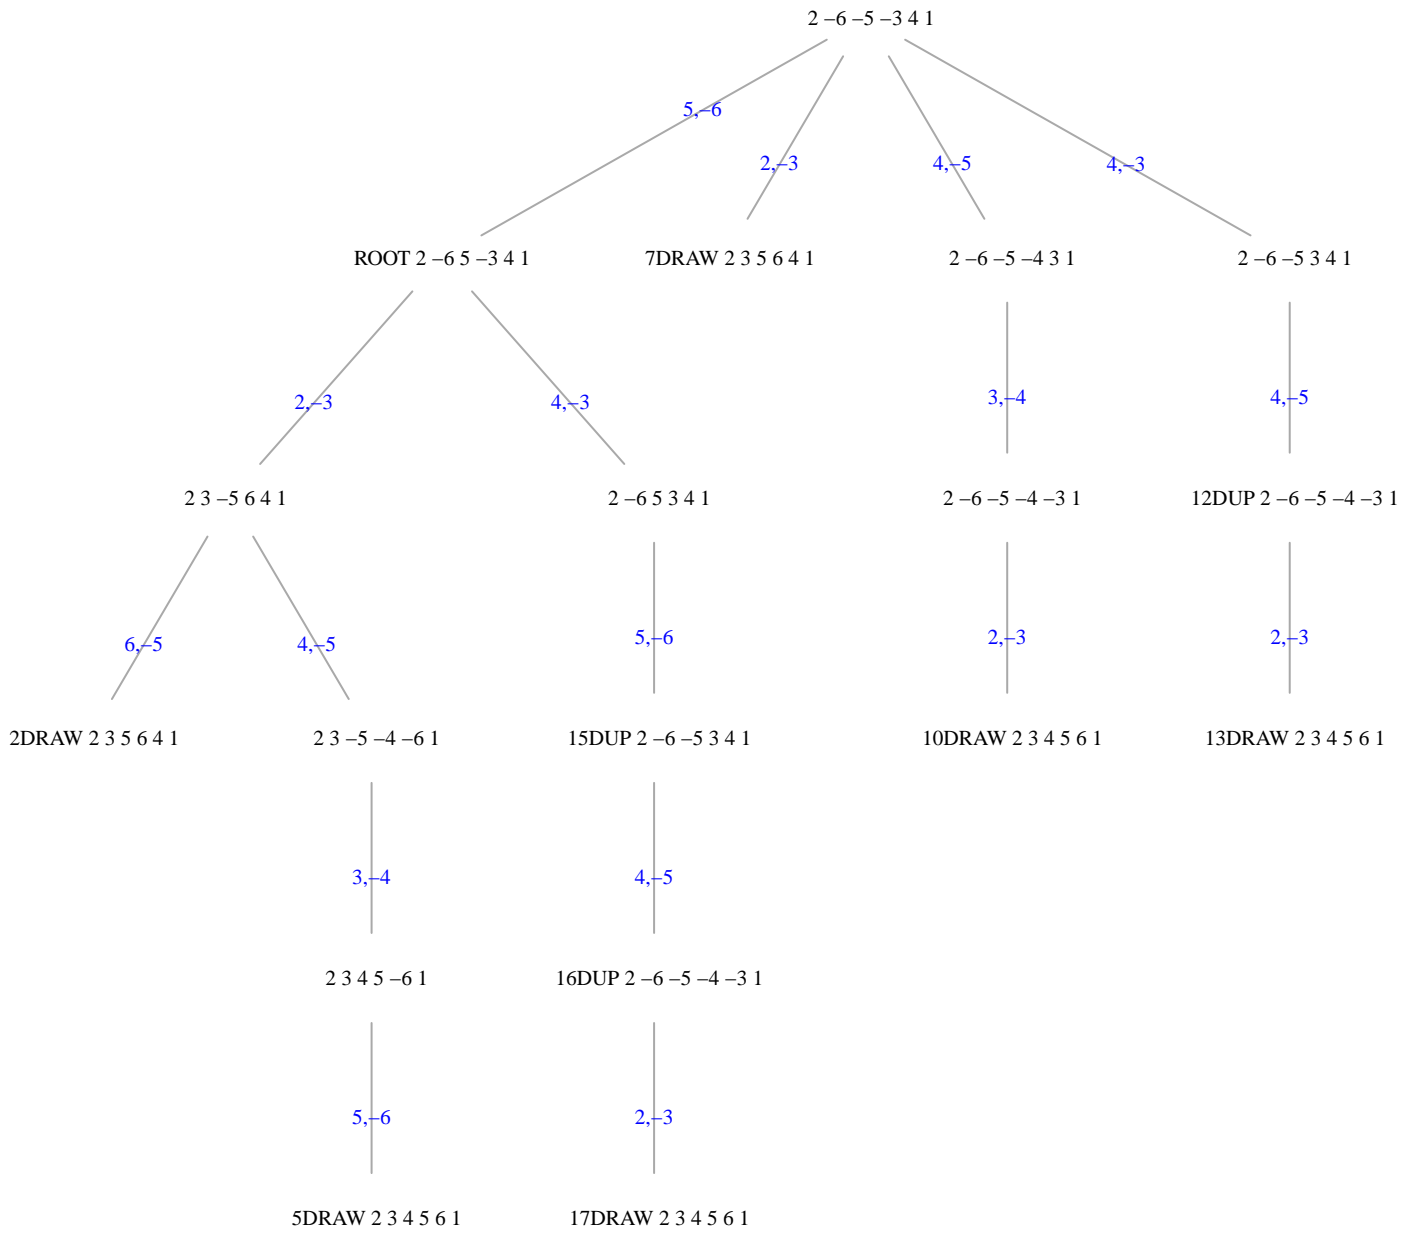 2 –6 –5 –3 4 1
5,–6
2,–3
4,–5
4,–3
ROOT 2 –6 5 –3 4 1
7DRAW 2 3 5 6 4 1
2 –6 –5 –4 3 1
2 –6 –5 3 4 1
2,–3
4,–3
3,–4
4,–5
2 3 –5 6 4 1
2 –6 5 3 4 1
2 –6 –5 –4 –3 1
12DUP 2 –6 –5 –4 –3 1
6,–5
4,–5
5,–6
2,–3
2,–3
2DRAW 2 3 5 6 4 1
2 3 –5 –4 –6 1
15DUP 2 –6 –5 3 4 1
10DRAW 2 3 4 5 6 1
13DRAW 2 3 4 5 6 1
3,–4
4,–5
2 3 4 5 –6 1
16DUP 2 –6 –5 –4 –3 1
5,–6
2,–3
5DRAW 2 3 4 5 6 1
17DRAW 2 3 4 5 6 1